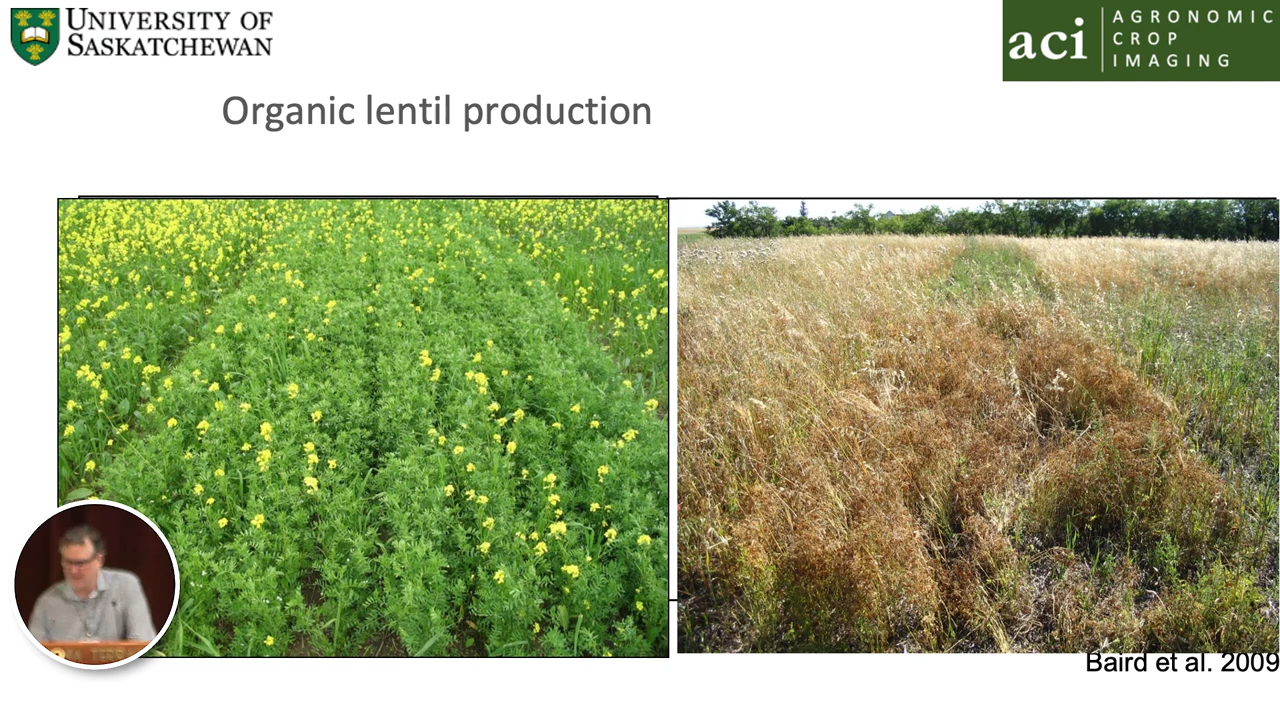 UNIVERSITY OF
SASKATCHEWAN
aci
AGRONOMIC
CROP
IMAGING
Organic lentil production
Baird et al. 2009